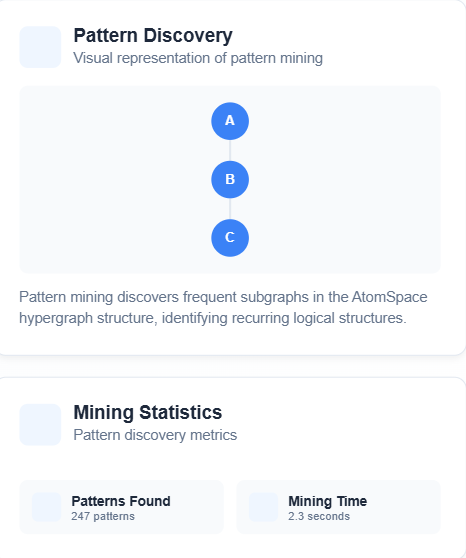 Pattern Discovery
Visual representation of pattern mining
A
B
C
Pattern mining discovers frequent subgraphs in the AtomSpace
hypergraph structure, identifying recurring logical structures.
Mining Statistics
Pattern discovery metrics
Patterns Found
247 patterns
Mining Time
2.3 seconds